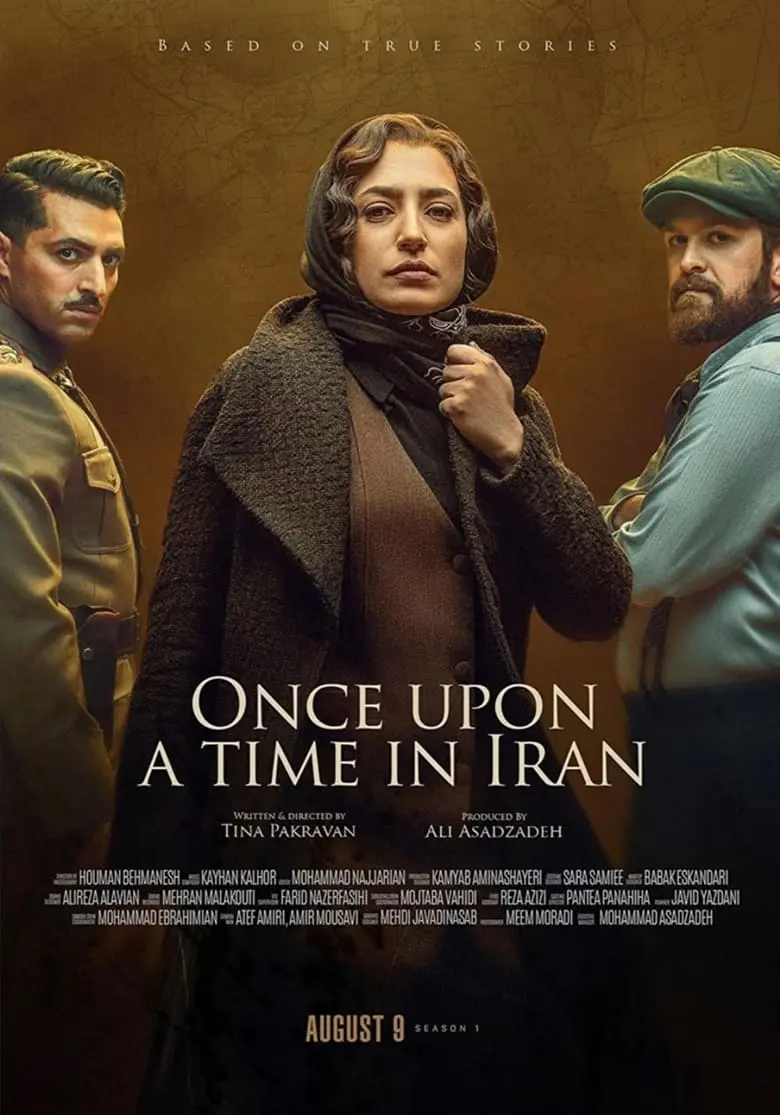 BASED ON TRUE STORIES
ONCE UPON
A TIME IN IRAN
WRITTEN & DIRECTED BY
TINA PAKRAVAN
PRODUCED BY
ALI ASADZADEH
HOUMAN BEHMANESH KAYHAN KALHOR MOHAMMAD NAJJARIAN KAMYAB AMINASHAYERI SARA SAMIEE BABAK ESKANDARI
ALIREZA ALAVIAN MEHRAN MALAKOUTI FARID NAZERFASIHI MOJTABA VAHIDI REZA AZIZI PANTEA PANAHIHA JAVID YAZDANI
MOHAMMAD EBRAHIMIAN ATEF AMIRI, AMIR MOUSAVI MEHDI JAVADINASAB MEEM MORADI MOHAMMAD ASADZADEH
AUGUST 9 SEASON 1